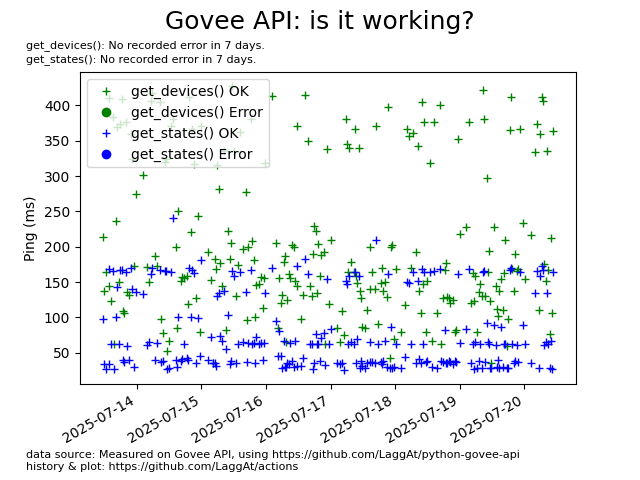 Govee API: is it working?
get_devices(): No recorded error in 7 days.
get_states(): No recorded error in 7 days.
get_devices() OK
get_devices() Error
get_states() OK
get_states() Error
Ping (ms)
400
350
300
250
200
150
100
50
2025-07-14
2025-07-15
2025-07-16
2025-07-17
2025-07-18
2025-07-19
2025-07-20
data source: Measured on Govee API, using https://github.com/LaggAt/python-govee-api
history & plot: https://github.com/LaggAt/actions